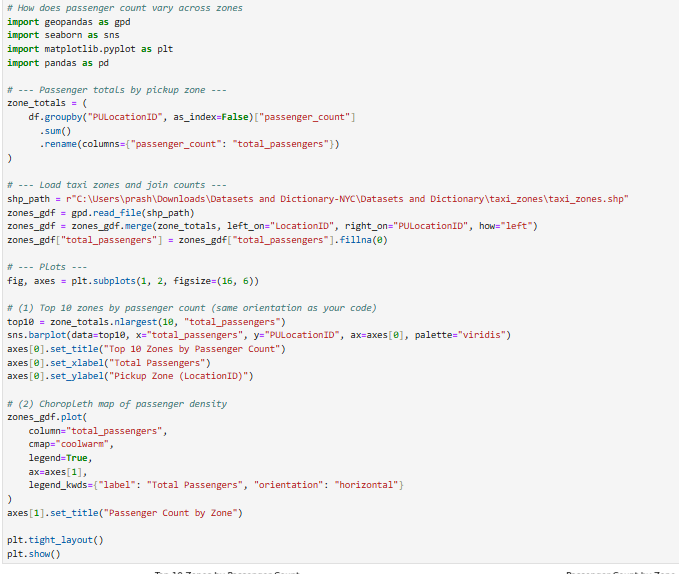 # How does passenger count vary across zones
import geopandas as gpd
import seaborn as sns
import matplotlib.pyplot as plt
import pandas as pd

# --- Passenger totals by pickup zone ---
zone_totals = (
    df.groupby("PULocationID", as_index=False)["passenger_count"]
      .sum()
      .rename(columns={"passenger_count": "total_passengers"})
)

# --- Load taxi zones and join counts ---
shp_path = r"C:\Users\prash\Downloads\Datasets and Dictionary-NYC\Datasets and Dictionary\taxi_zones\taxi_zones.shp"
zones_gdf = gpd.read_file(shp_path)
zones_gdf = zones_gdf.merge(zone_totals, left_on="LocationID", right_on="PULocationID", how="left")
zones_gdf["total_passengers"] = zones_gdf["total_passengers"].fillna(0)

# --- Plots ---
fig, axes = plt.subplots(1, 2, figsize=(16, 6))

# (1) Top 10 zones by passenger count (same orientation as your code)
top10 = zone_totals.nlargest(10, "total_passengers")
sns.barplot(data=top10, x="total_passengers", y="PULocationID", ax=axes[0], palette="viridis")
axes[0].set_title("Top 10 Zones by Passenger Count")
axes[0].set_xlabel("Total Passengers")
axes[0].set_ylabel("Pickup Zone (LocationID)")

# (2) Choropleth map of passenger density
zones_gdf.plot(
    column="total_passengers",
    cmap="coolwarm",
    legend=True,
    ax=axes[1],
    legend_kwds={"label": "Total Passengers", "orientation": "horizontal"}
)
axes[1].set_title("Passenger Count by Zone")

plt.tight_layout()
plt.show()